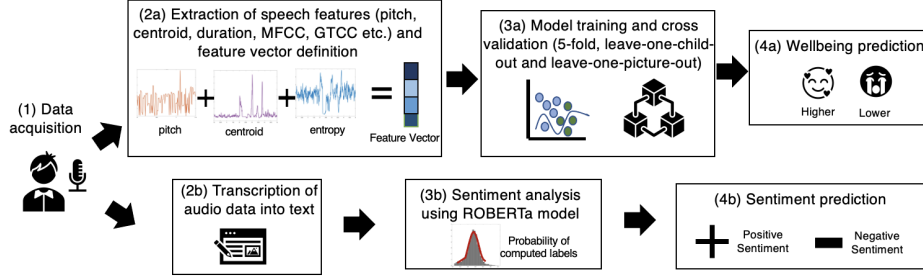 (1) Data
acquisition
(2a) Extraction of speech features (pitch,
centroid, duration, MFCC, GTCC etc.) and
feature vector definition
pitch
centroid
entropy
Feature Vector
(3a) Model training and cross
validation (5-fold, leave-one-child-
out and leave-one-picture-out)
(4a) Wellbeing prediction
Higher
Lower
(2b) Transcription of
audio data into text
(3b) Sentiment analysis
using ROBERTa model
Probability of
computed labels
(4b) Sentiment prediction
Positive
Sentiment
Negative
Sentiment